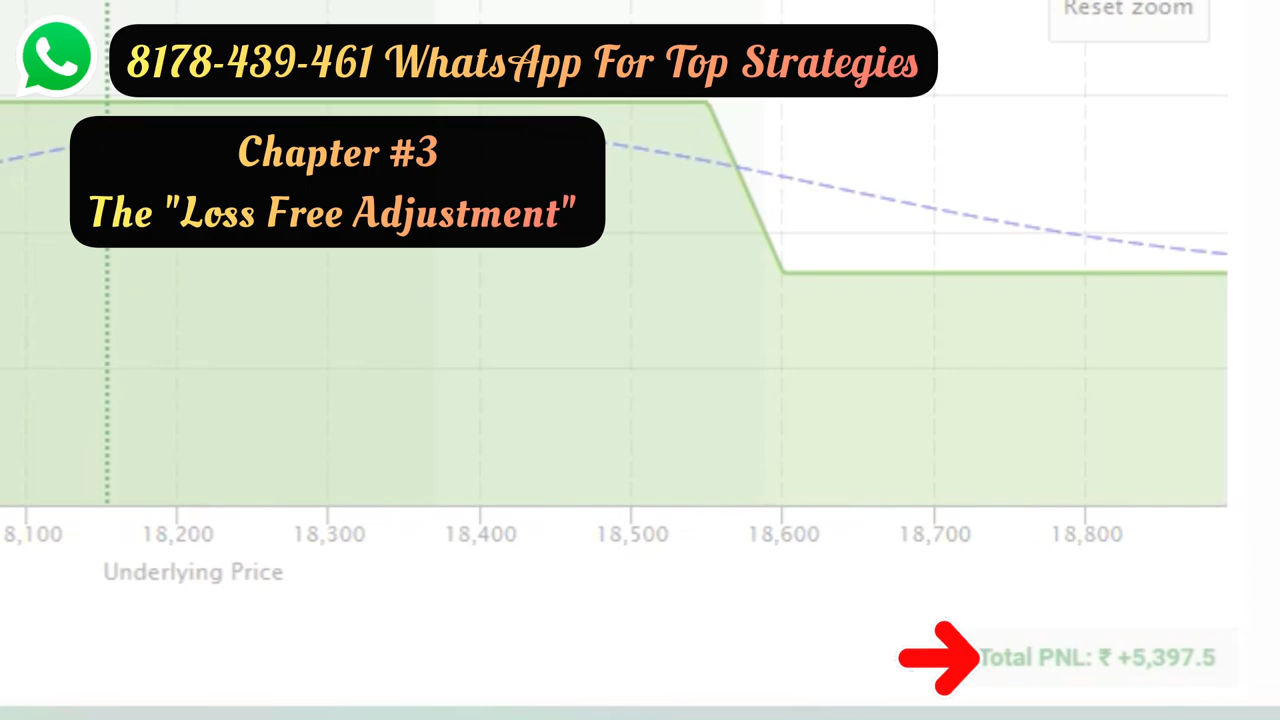 Reset zoom
8178-439-461 WhatsApp For Top Strategies
Chapter #3
The "Loss Free Adjustment"
8,100 18,200 18,300 18,400 18,500 18,600 18,700 18,800
Underlying Price
Total PNL: ₹ +5,397.5